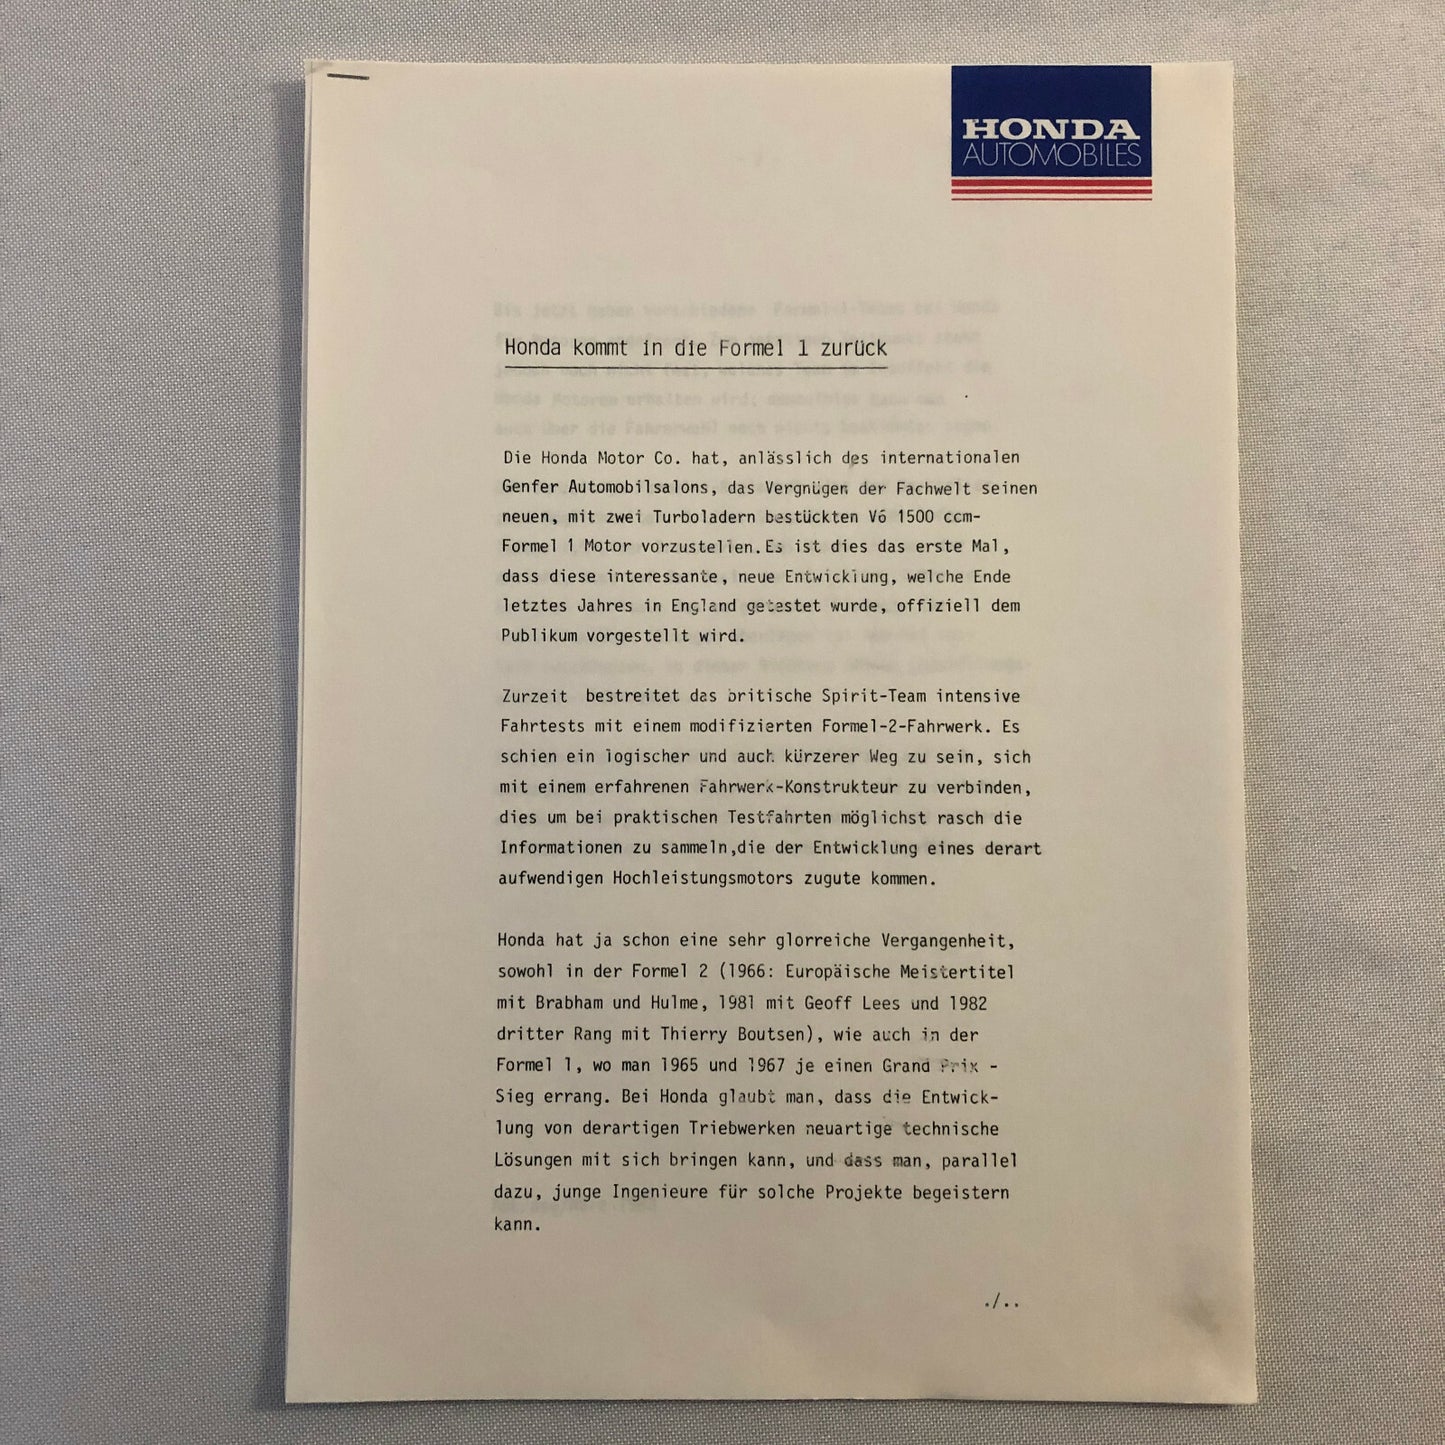 HONDA
AUTOMOBILES
Honda kommt in die Formel 1 zurück
Die Honda Motor Co. hat, anlässlich des internationalen
Genfer Automobilsalons, das Vergnügen der Fachwelt seinen
neuen, mit zwei Turboladern bestückten V6 1500 ccm-
Formel 1 Motor vorzustellen.Es ist dies das erste Mal,
dass diese interessante, neue Entwicklung, welche Ende
letztes Jahres in England getestet wurde, offiziell dem
Publikum vorgestellt wird.
Zurzeit bestreitet das britische Spirit-Team intensive
Fahrtests mit einem modifizierten Formel-2-Fahrwerk. Es
schien ein logischer und auch kürzerer Weg zu sein, sich
mit einem erfahrenen Fahrwerk-Konstrukteur zu verbinden,
dies um bei praktischen Testfahrten möglichst rasch die
Informationen zu sammeln,die der Entwicklung eines derart
aufwendigen Hochleistungsmotors zugute kommen.
Honda hat ja schon eine sehr glorreiche Vergangenheit,
sowohl in der Formel 2 (1966: Europäische Meistertitel
mit Brabham und Hulme, 1981 mit Geoff Lees und 1982
dritter Rang mit Thierry Boutsen), wie auch in der
Formel 1, wo man 1965 und 1967 je einen Grand Prix -
Sieg errang. Bei Honda glaubt man, dass die Entwick-
lung von derartigen Triebwerken neuartige technische
Lösungen mit sich bringen kann, und dass man, parallel
dazu, junge Ingenieure für solche Projekte begeistern
kann.
./..